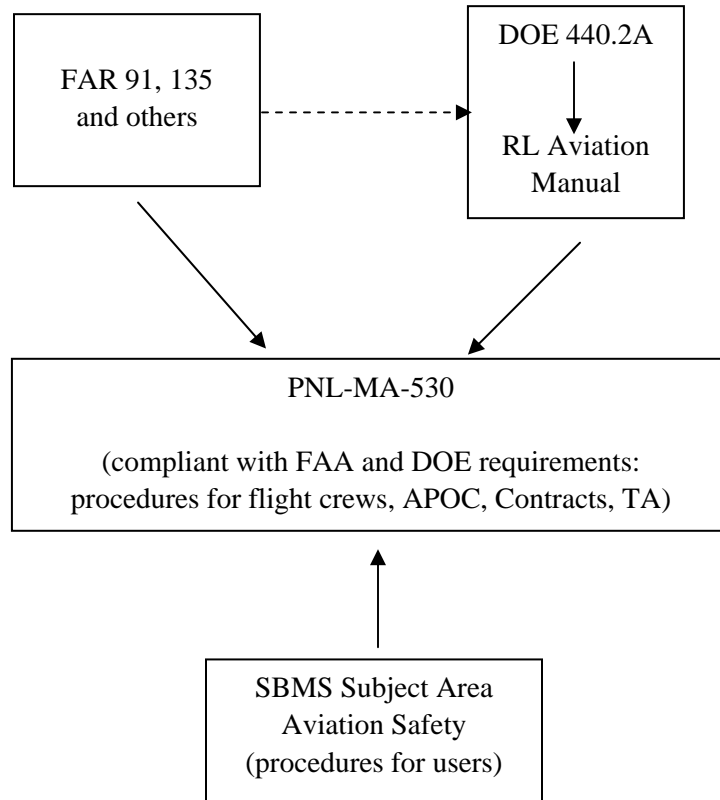 FAR 91, 135
and others
DOE 440.2A
RL Aviation
Manual
PNL-MA-530
(compliant with FAA and DOE requirements:
procedures for flight crews, APOC, Contracts, TA)
SBMS Subject Area
Aviation Safety
(procedures for users)